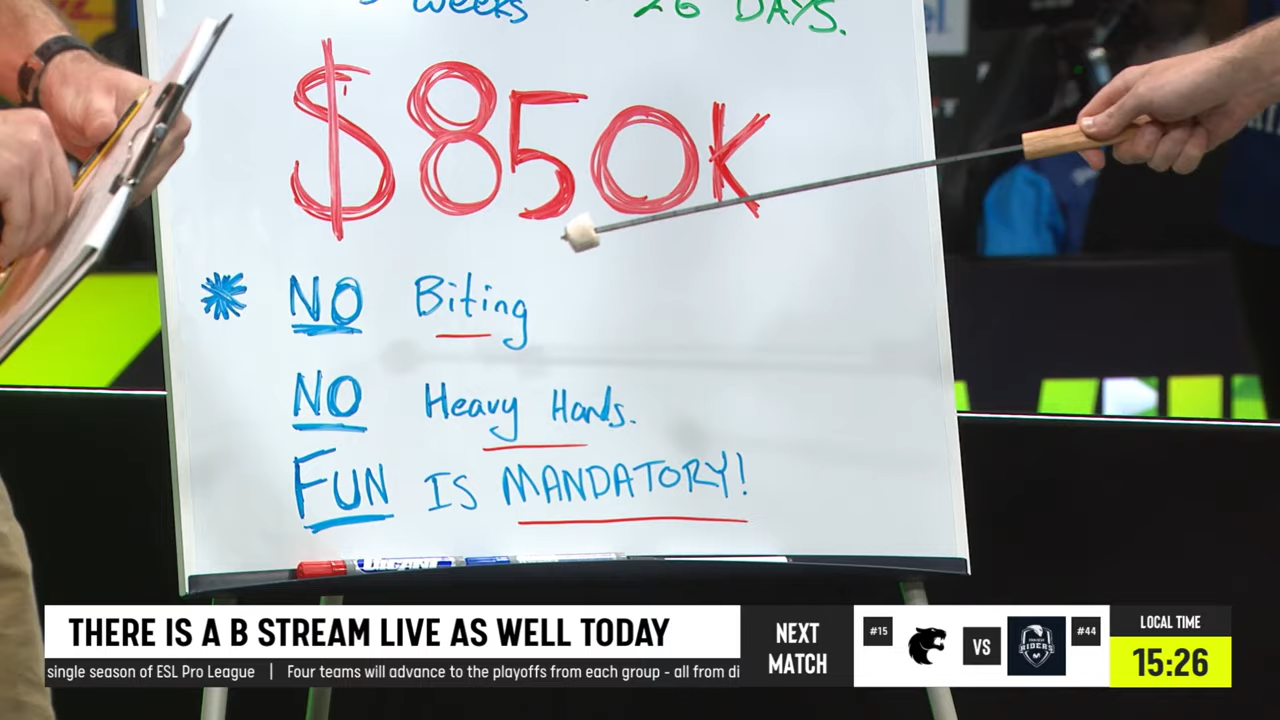 weeks 26 DAYS.
$850K
NO Biting
NO Heavy Hands.
FUN IS MANDATORY!
THERE IS A B STREAM LIVE AS WELL TODAY
single season of ESL Pro League | Four teams will advance to the playoffs from each group - all from di
NEXT MATCH
#15
VS
RIDERS
#44
LOCAL TIME
15:26